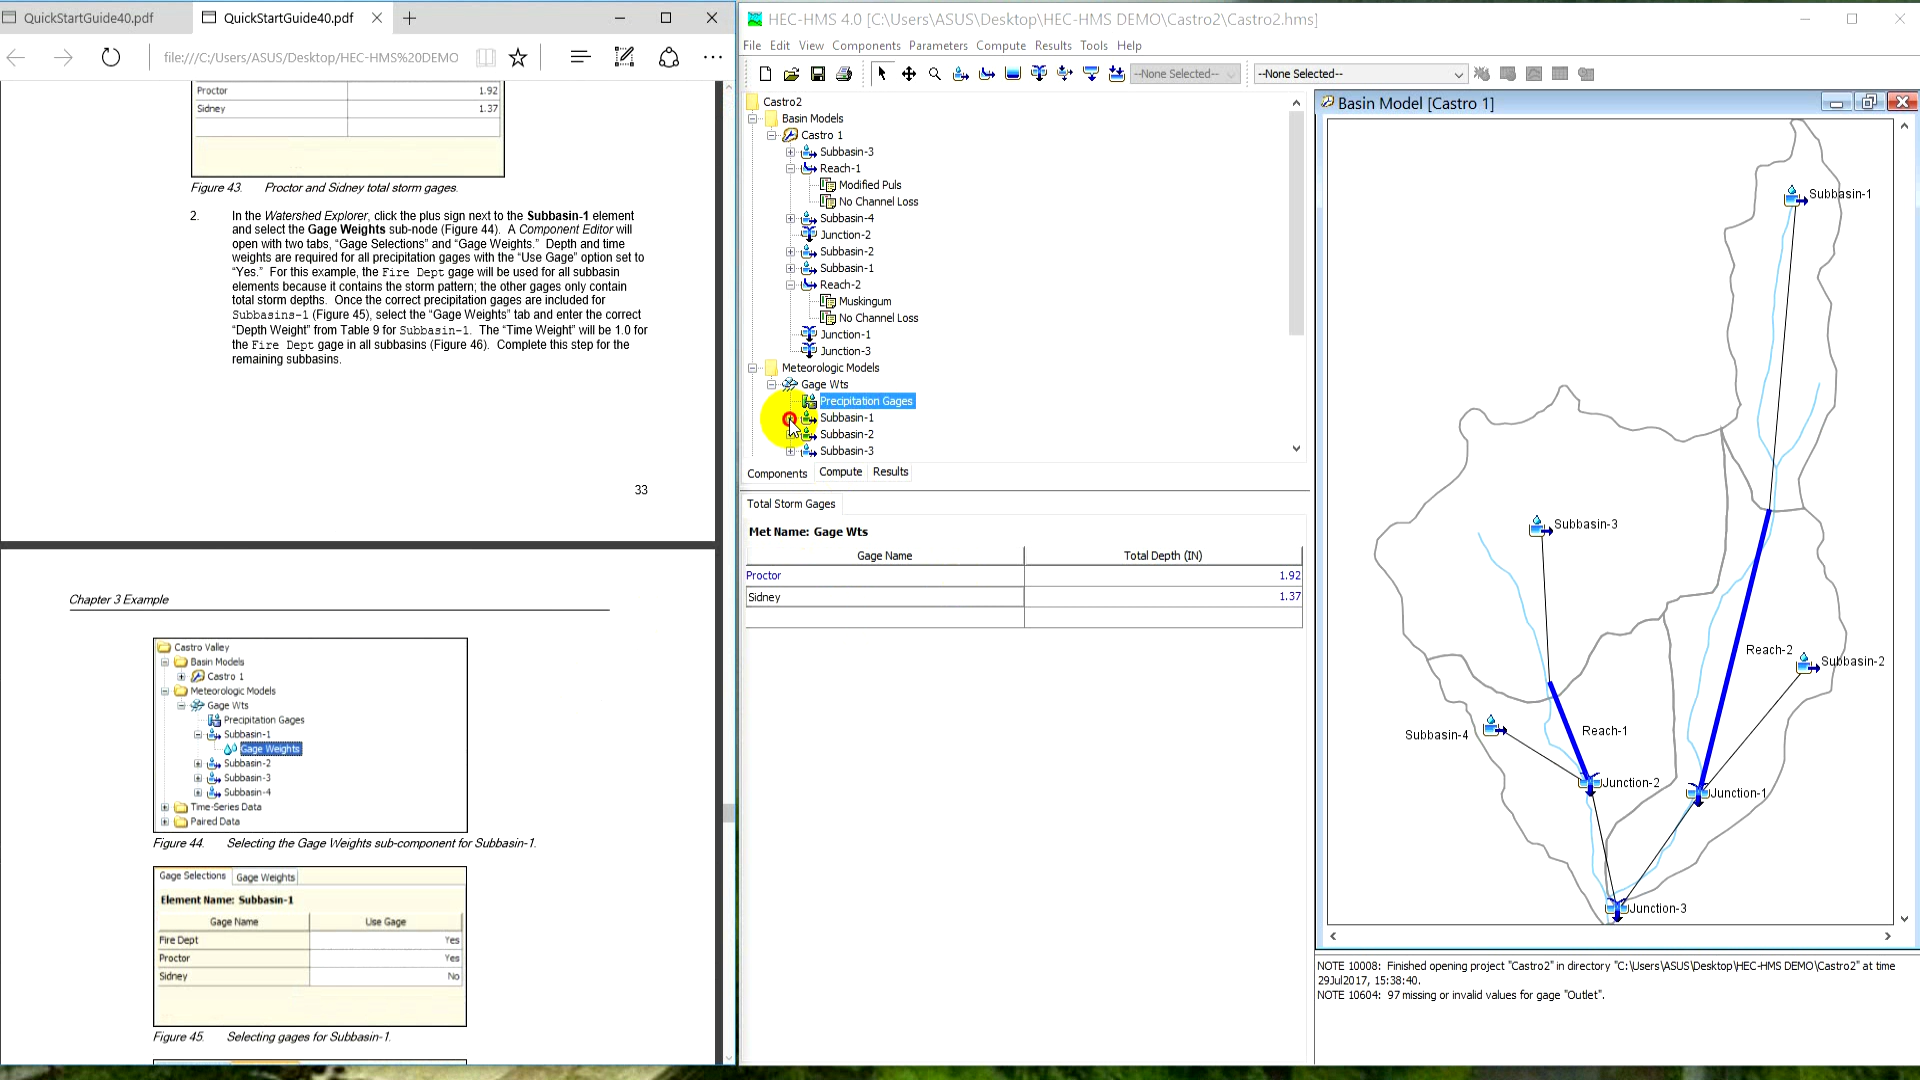 QuickStartGuide40.pdf
QuickStartGuide40.pdf
file:///C:/Users/ASUS/Desktop/HEC-HMS%20DEMO
Proctor 1.92
Sidney 1.37
Figure 43. Proctor and Sidney total storm gages.
2. In the Watershed Explorer, click the plus sign next to the Subbasin-1 element
and select the Gage Weights sub-node (Figure 44). A Component Editor will
open with two tabs, “Gage Selections” and “Gage Weights.” Depth and time
weights are required for all precipitation gages with the “Use Gage” option set to
“Yes.” For this example, the Fire Dept gage will be used for all subbasin
elements because it contains the storm pattern; the other gages only contain
total storm depths. Once the correct precipitation gages are included for
Subbasins-1 (Figure 45), select the “Gage Weights” tab and enter the correct
“Depth Weight” from Table 9 for Subbasin-1. The “Time Weight” will be 1.0 for
the Fire Dept gage in all subbasins (Figure 46). Complete this step for the
remaining subbasins.
33
Chapter 3 Example
Castro Valley
Basin Models
Castro 1
Meteorologic Models
Gage Wts
Precipitation Gages
Subbasin-1
Gage Weights
Subbasin-2
Subbasin-3
Subbasin-4
Time-Series Data
Paired Data
Figure 44. Selecting the Gage Weights sub-component for Subbasin-1.
Gage Selections Gage Weights
Element Name: Subbasin-1
Gage Name Use Gage
Fire Dept Yes
Proctor Yes
Sidney No
Figure 45. Selecting gages for Subbasin-1.
HEC-HMS 4.0 [C:\Users\ASUS\Desktop\HEC-HMS DEMO\Castro2\Castro2.hms]
File Edit View Components Parameters Compute Results Tools Help
--None Selected-- --None Selected--
Castro2
Basin Models
Castro 1
Subbasin-3
Reach-1
Modified Puls
No Channel Loss
Subbasin-4
Junction-2
Subbasin-2
Subbasin-1
Reach-2
Muskingum
No Channel Loss
Junction-1
Junction-3
Meteorologic Models
Gage Wts
Precipitation Gages
Subbasin-1
Subbasin-2
Subbasin-3
Components Compute Results
Total Storm Gages
Met Name: Gage Wts
Gage Name Total Depth (IN)
Proctor 1.92
Sidney 1.37
Basin Model [Castro 1]
Subbasin-1
Subbasin-3
Reach-2
Subbasin-2
Subbasin-4
Reach-1
Junction-2
Junction-1
Junction-3
NOTE 10008: Finished opening project "Castro2" in directory "C:\Users\ASUS\Desktop\HEC-HMS DEMO\Castro2" at time
29Jul2017, 15:38:40.
NOTE 10604: 97 missing or invalid values for gage "Outlet".